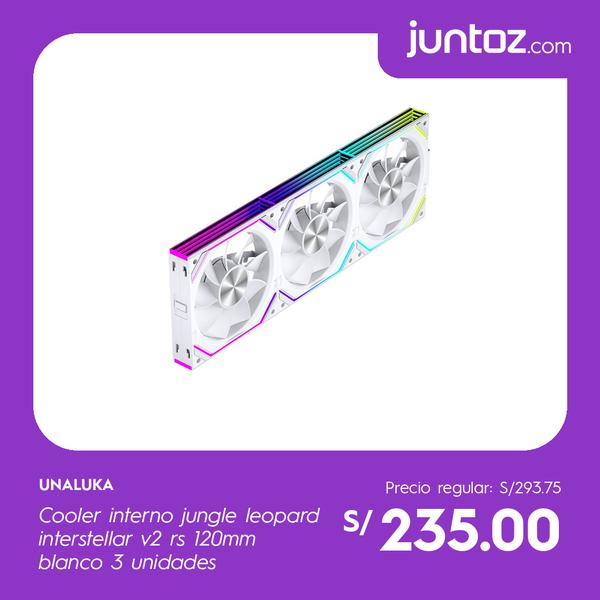 juntoz.com
UNALUKA
Cooler interno jungle leopard
interstellar v2 rs 120mm
blanco 3 unidades
Precio regular: S/293.75
S/235.00